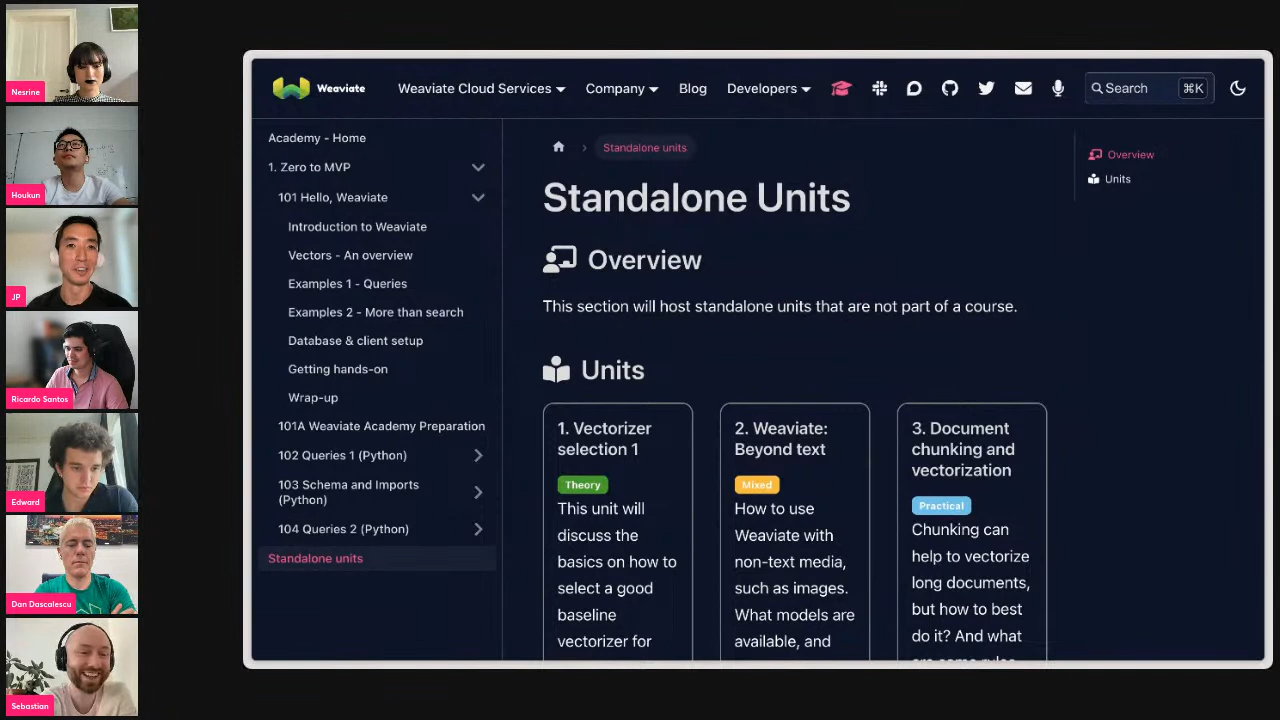 Nesrine
Houkun
JP
Ricardo Santos
Edward
Dan Dascalescu
Sebastian
Weaviate
Weaviate Cloud Services
Company
Blog
Developers
Search
⌘K
Academy - Home
1. Zero to MVP
101 Hello, Weaviate
Introduction to Weaviate
Vectors - An overview
Examples 1 - Queries
Examples 2 - More than search
Database & client setup
Getting hands-on
Wrap-up
101A Weaviate Academy Preparation
102 Queries 1 (Python)
103 Schema and Imports
(Python)
104 Queries 2 (Python)
Standalone units
Standalone units
Standalone Units
Overview
This section will host standalone units that are not part of a course.
Units
1. Vectorizer
selection 1
Theory
This unit will
discuss the
basics on how to
select a good
baseline
vectorizer for
2. Weaviate:
Beyond text
Mixed
How to use
Weaviate with
non-text media,
such as images.
What models are
available, and
3. Document
chunking and
vectorization
Practical
Chunking can
help to vectorize
long documents,
but how to best
do it? And what
are some rules
Overview
Units